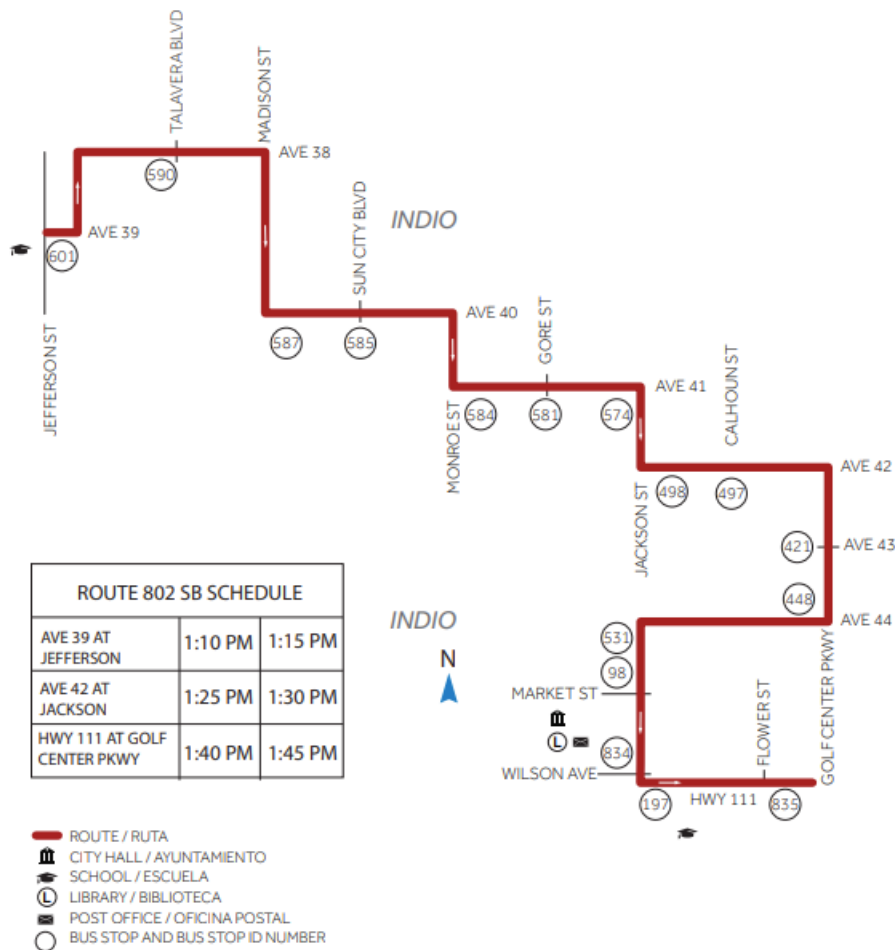 TALAVERA BLVD
MADISON ST
AVE 38
590
SUN CITY BLVD
INDIO
AVE 39
601
JEFFERSON ST
AVE 40
587
585
GORE ST
AVE 41
CALHOUN ST
MONROE ST
584
581
574
AVE 42
JACKSON ST
498
497
421
AVE 43
448
AVE 44
GOLF CENTER PKWY
INDIO
N
531
98
MARKET ST
FLOWER ST
L
834
WILSON AVE
197
HWY 111
835
ROUTE 802 SB SCHEDULE
AVE 39 AT
JEFFERSON
1:10 PM
1:15 PM
AVE 42 AT
JACKSON
1:25 PM
1:30 PM
HWY 111 AT GOLF
CENTER PKWY
1:40 PM
1:45 PM
ROUTE / RUTA
CITY HALL / AYUNTAMIENTO
SCHOOL / ESCUELA
L LIBRARY / BIBLIOTECA
POST OFFICE / OFICINA POSTAL
BUS STOP AND BUS STOP ID NUMBER